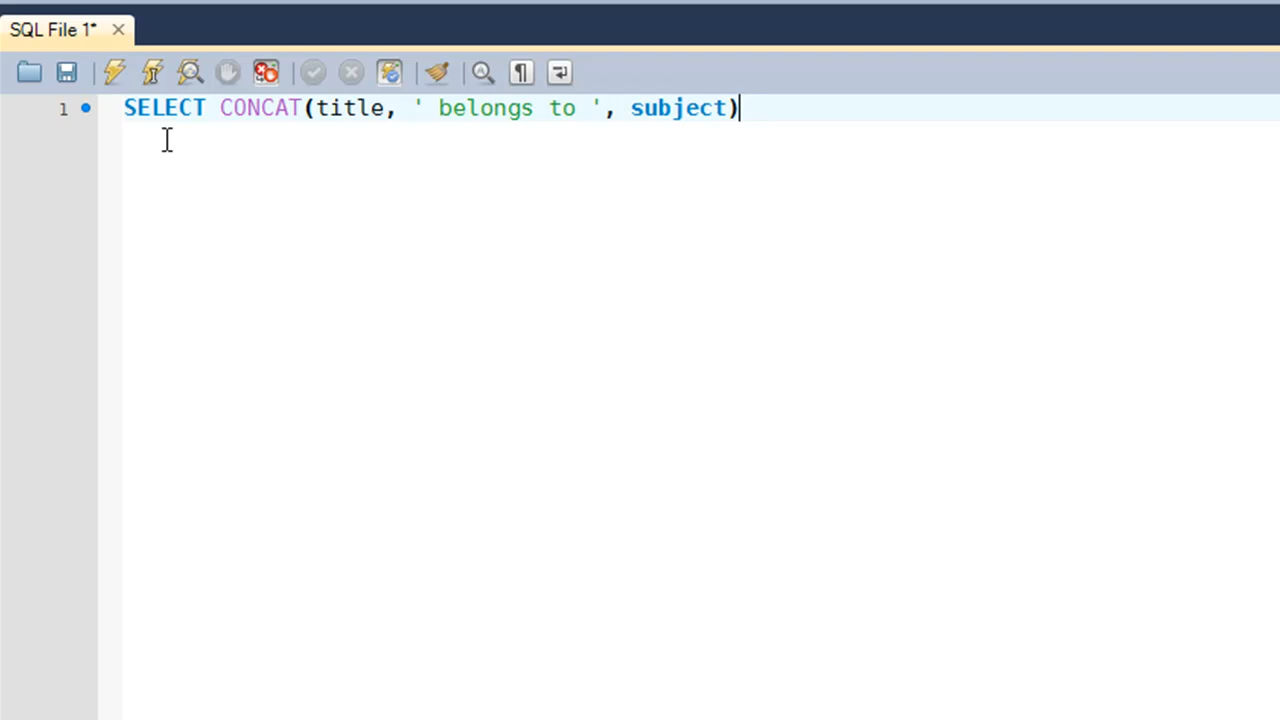 SQL File 1*
1 SELECT CONCAT(title, ' belongs to ', subject)